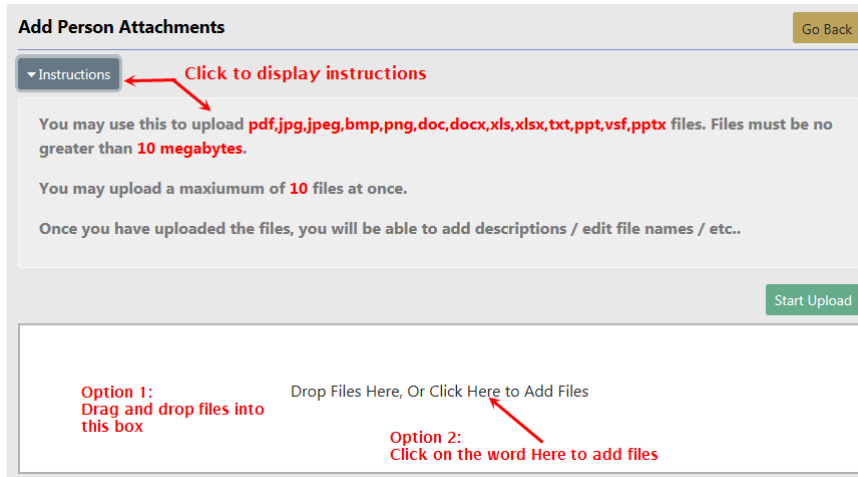 Add Person Attachments
Go Back
Instructions
Click to display instructions
You may use this to upload pdf,jpg,jpeg,bmp,png,doc,docx,xls,xlsx,txt,ppt,vsf,pptx files. Files must be no
greater than 10 megabytes.
You may upload a maxiumum of 10 files at once.
Once you have uploaded the files, you will be able to add descriptions / edit file names / etc..
Start Upload
Drop Files Here, Or Click Here to Add Files
Option 1:
Drag and drop files into
this box
Option 2:
Click on the word Here to add files